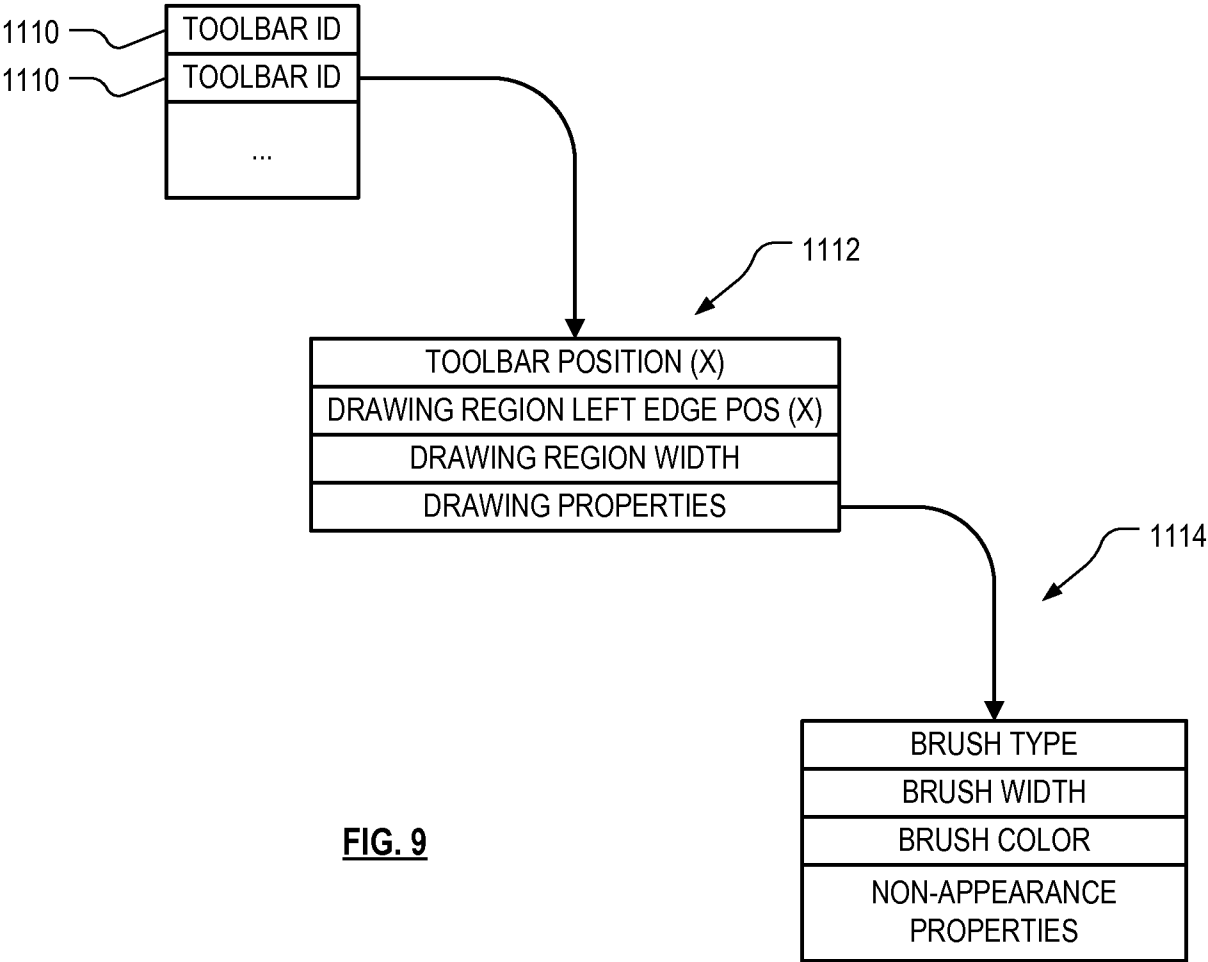 1110
TOOLBAR ID
1110
TOOLBAR ID
...
1112
TOOLBAR POSITION (X)
DRAWING REGION LEFT EDGE POS (X)
DRAWING REGION WIDTH
DRAWING PROPERTIES
1114
BRUSH TYPE
BRUSH WIDTH
BRUSH COLOR
NON-APPEARANCE
PROPERTIES
FIG. 9